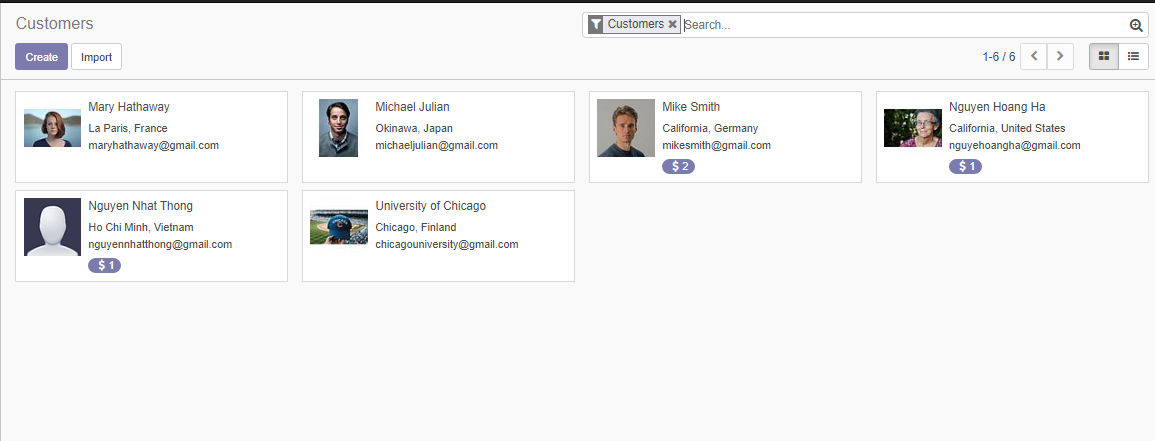 Customers
Customers ✖ Search...
Create Import
1-6 / 6
Mary Hathaway
La Paris, France
maryhathaway@gmail.com
Michael Julian
Okinawa, Japan
michaeljulian@gmail.com
Mike Smith
California, Germany
mikesmith@gmail.com
$ 2
Nguyen Hoang Ha
California, United States
nguyehoangha@gmail.com
$ 1
Nguyen Nhat Thong
Ho Chi Minh, Vietnam
nguyennhatthong@gmail.com
$ 1
University of Chicago
Chicago, Finland
chicagouniversity@gmail.com